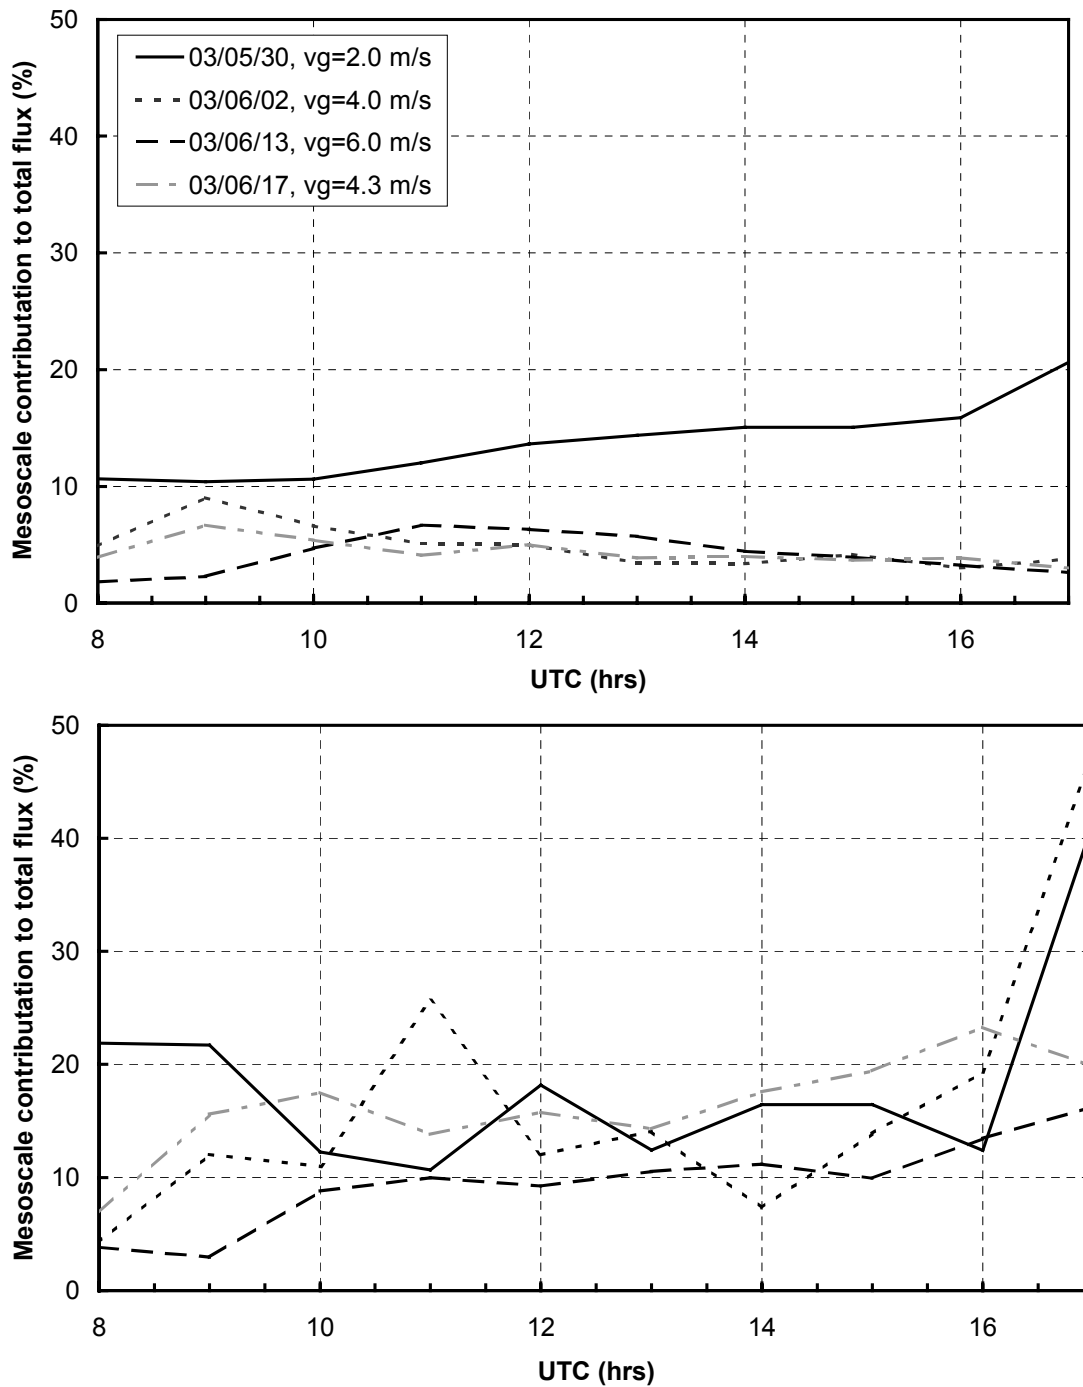 Mesoscale contributation to total flux (%)
50
40
30
20
10
0
03/05/30, vg=2.0 m/s
03/06/02, vg=4.0 m/s
03/06/13, vg=6.0 m/s
03/06/17, vg=4.3 m/s
8 10 12 14 16
UTC (hrs)
Mesoscale contributation to total flux (%)
50
40
30
20
10
0
8 10 12 14 16
UTC (hrs)